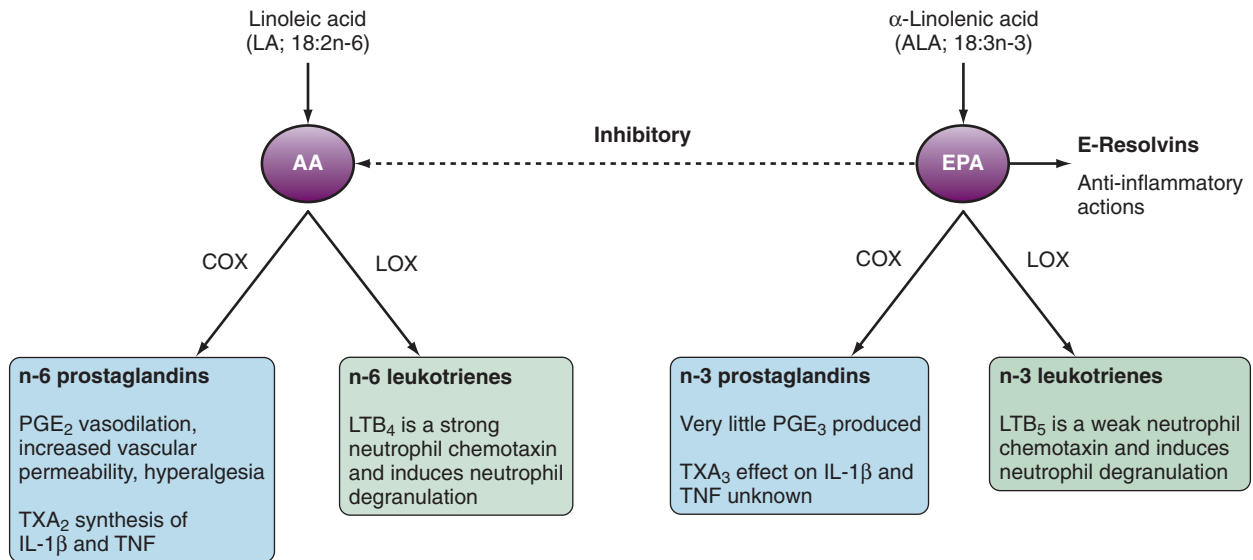 Linoleic acid
(LA; 18:2n-6)
α-Linolenic acid
(ALA; 18:3n-3)
AA
Inhibitory
EPA
E-Resolvins
Anti-inflammatory
actions
COX
LOX
COX
LOX
n-6 prostaglandins
PGE₂ vasodilation,
increased vascular
permeability, hyperalgesia
TXA₂ synthesis of
IL-1β and TNF
n-6 leukotrienes
LTB₄ is a strong
neutrophil chemotaxin
and induces neutrophil
degranulation
n-3 prostaglandins
Very little PGE₃ produced
TXA₃ effect on IL-1β and
TNF unknown
n-3 leukotrienes
LTB₅ is a weak neutrophil
chemotaxin and induces
neutrophil degranulation